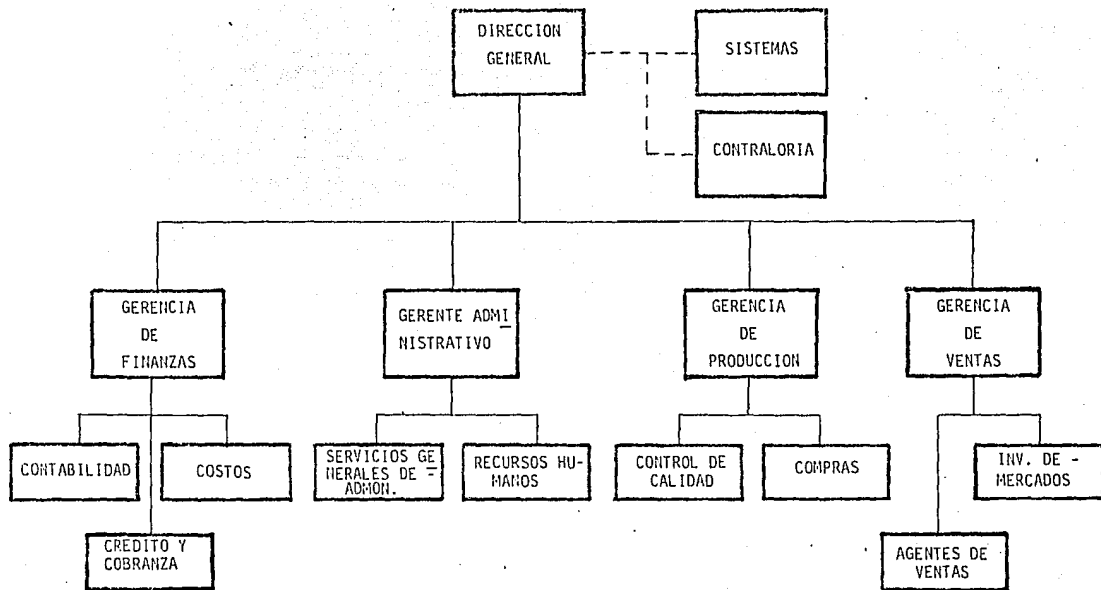 DIRECCION
GENERAL
SISTEMAS
CONTRALORIA
GERENCIA
DE
FINANZAS
GERENTE ADMI
NISTRATIVO
GERENCIA
DE
PRODUCCION
GERENCIA
DE
VENTAS
CONTABILIDAD
COSTOS
SERVICIOS GE
NERALES DE
ADMON.
RECURSOS HU-
MANOS
CONTROL DE
CALIDAD
COMPRAS
INV. DE -
MERCADOS
CREDITO Y
COBRANZA
AGENTES DE
VENTAS